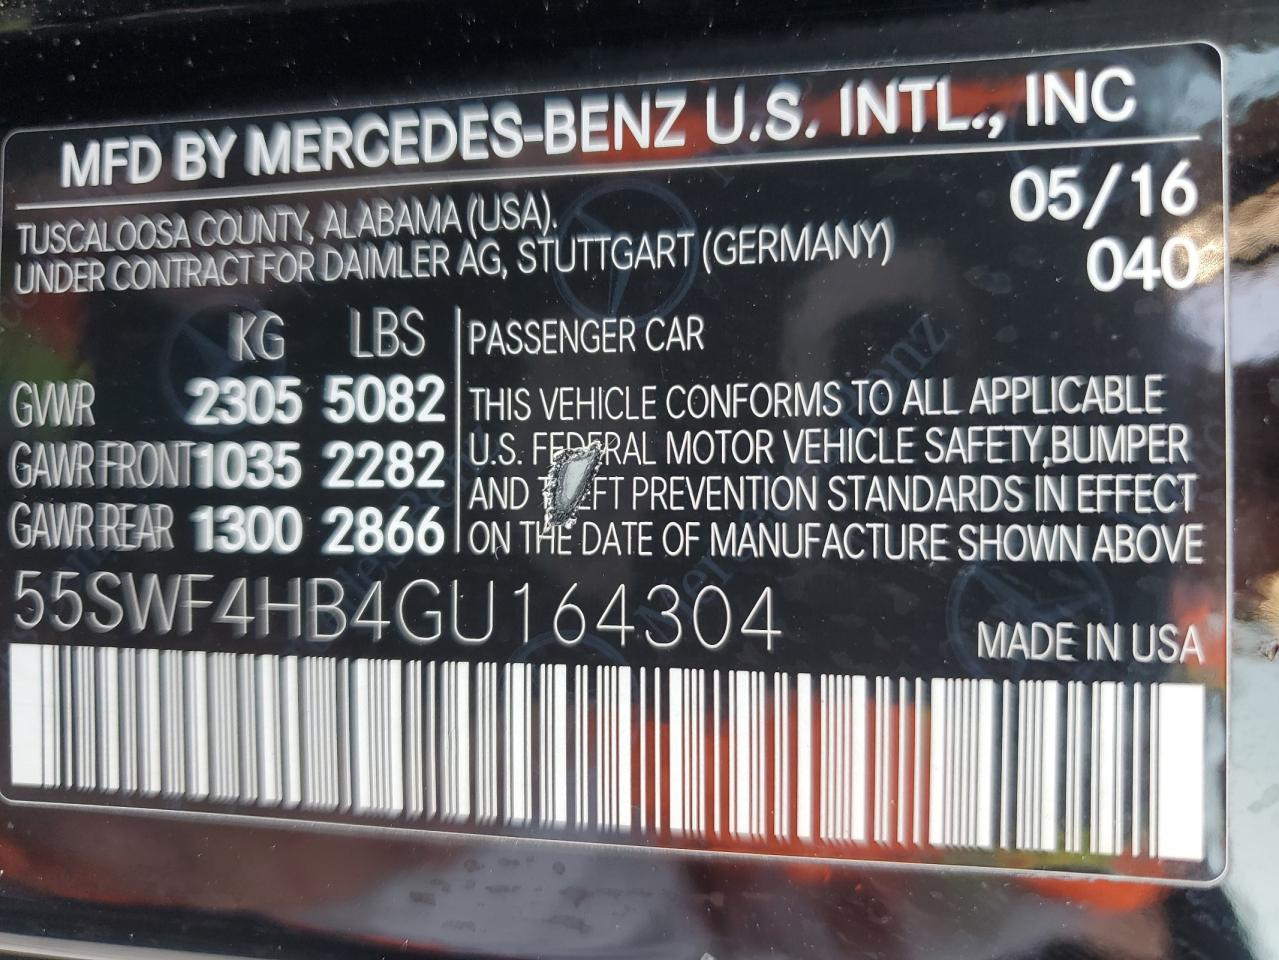 MFD BY MERCEDES-BENZ U.S. INTL., INC
TUSCALOOSA COUNTY, ALABAMA (USA).
UNDER CONTRACT FOR DAIMLER AG, STUTTGART (GERMANY)
05/16
040
KG LBS
GVWR 2305 5082
GAWR FRONT 1035 2282
GAWR REAR 1300 2866
PASSENGER CAR
THIS VEHICLE CONFORMS TO ALL APPLICABLE
U.S. FEDERAL MOTOR VEHICLE SAFETY,BUMPER
AND THEFT PREVENTION STANDARDS IN EFFECT
ON THE DATE OF MANUFACTURE SHOWN ABOVE
55SWF4HB4GU164304
MADE IN USA